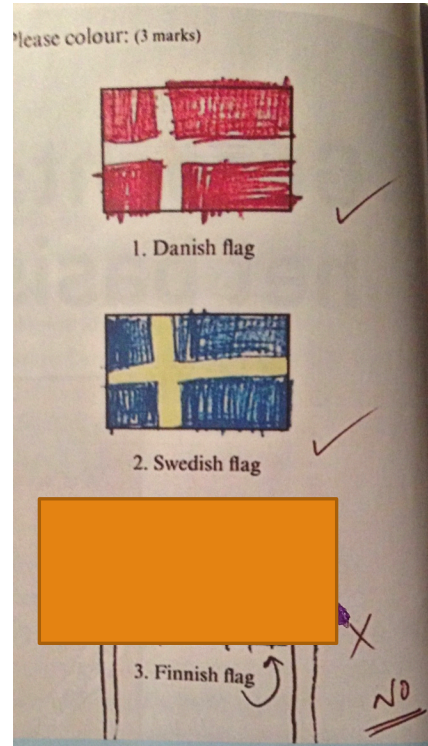 Please colour: (3 marks)
1. Danish flag
2. Swedish flag
3. Finnish flag
NO